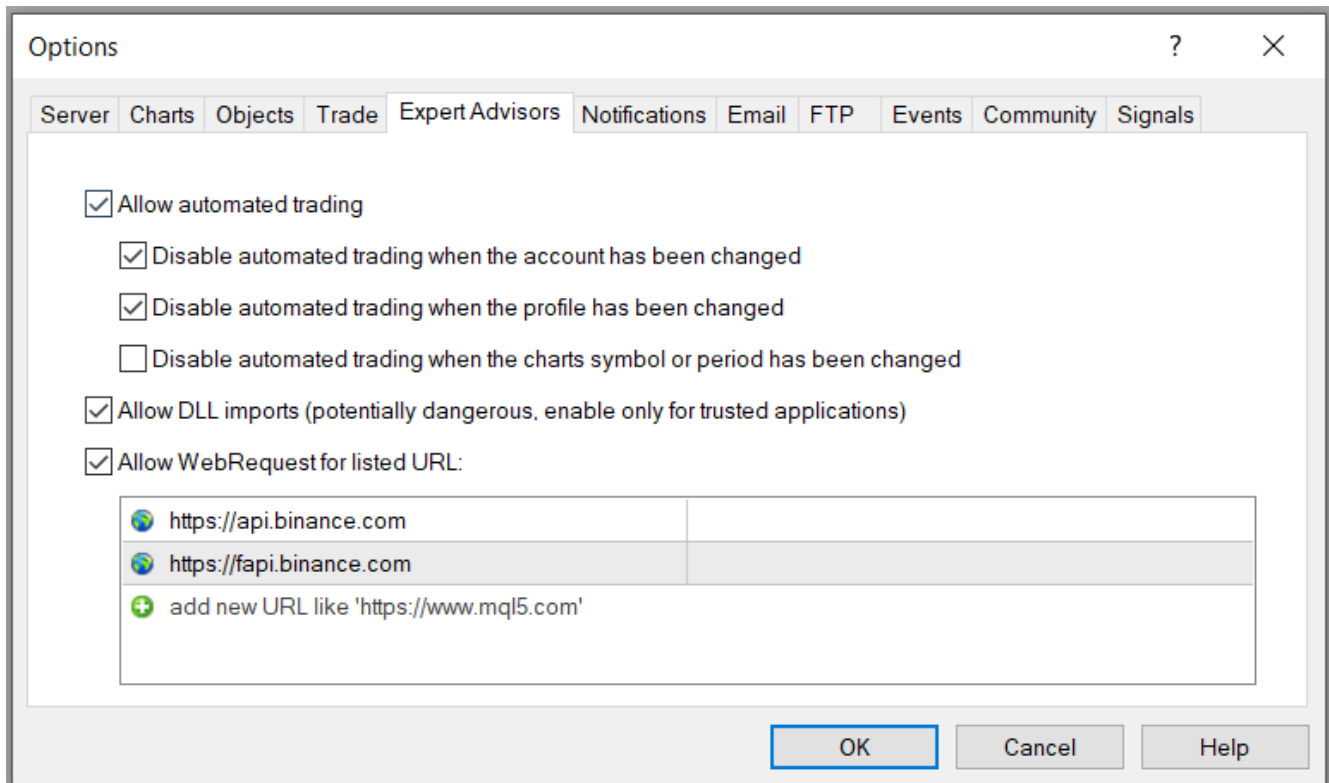 Options
?
Server Charts Objects Trade Expert Advisors Notifications Email FTP Events Community Signals
Allow automated trading
Disable automated trading when the account has been changed
Disable automated trading when the profile has been changed
Disable automated trading when the charts symbol or period has been changed
Allow DLL imports (potentially dangerous, enable only for trusted applications)
Allow WebRequest for listed URL:
https://api.binance.com
https://fapi.binance.com
add new URL like 'https://www.mql5.com'
OK Cancel Help